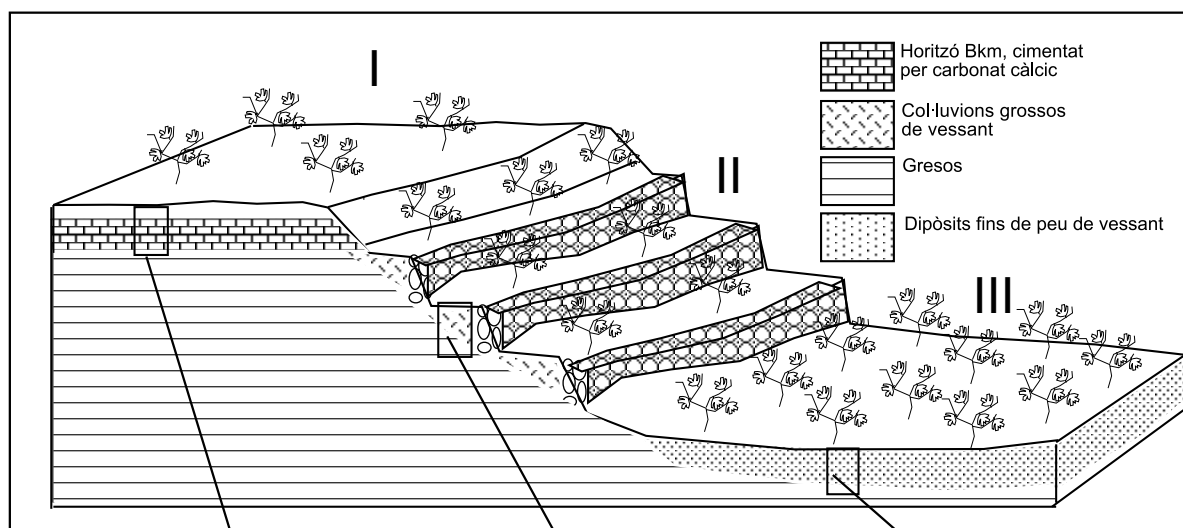 I
II
III
Horitzó Bkm, cimentat
per carbonat càlcic
Col·luvions grossos
de vessant
Gresos
Dipòsits fins de peu de vessant